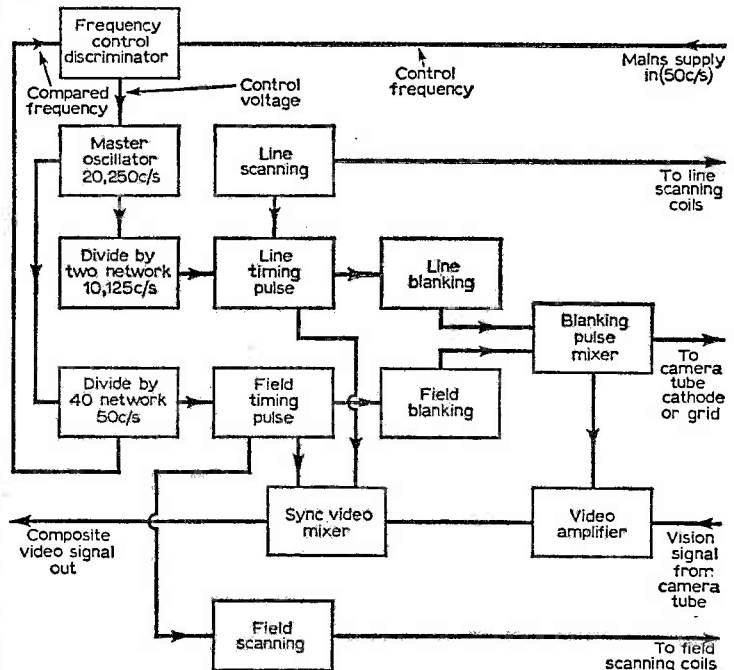 Frequency
control
discriminator
Compared
frequency
Control
voltage
Control
frequency
Mains supply
in(50c/s)
Master
oscillator
20,250c/s
Line
scanning
To line
scanning
coils
Divide by
two network
10,125c/s
Line
timing
pulse
Line
blanking
Blanking
pulse
mixer
To
camera
tube
cathode
or grid
Divide by
40 network
50c/s
Field
timing
pulse
Field
blanking
Composite
video signal
out
Sync video
mixer
Video
amplifier
Vision
signal
from
camera
tube
Field
scanning
To field
scanning coils